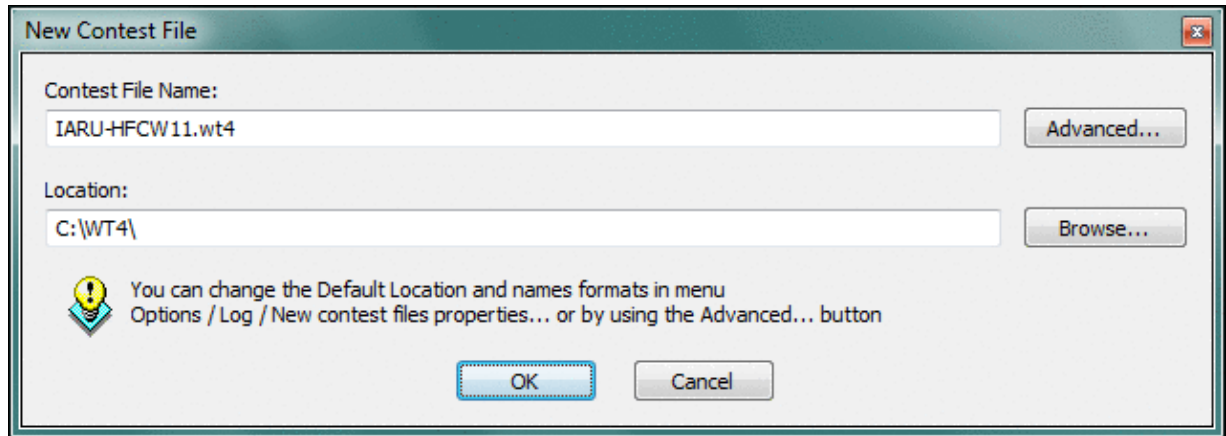 New Contest File
Contest File Name:
IARU-HFCW11.wt4
Advanced...
Location:
C:\WT4\
Browse...
You can change the Default Location and names formats in menu
Options / Log / New contest files properties... or by using the Advanced... button
OK
Cancel